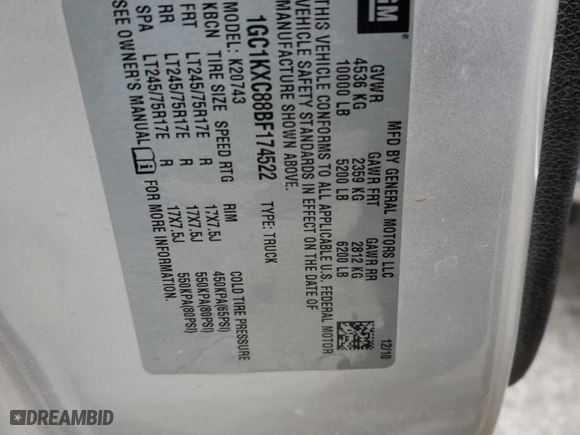 RM
MFD BY GENERAL MOTORS LLC 12/10
GVWR GAWR FRT GAWR RR
4536 KG 2359 KG 2812 KG
10000 LB 5200 LB 6200 LB
THIS VEHICLE CONFORMS TO ALL APPLICABLE U.S. FEDERAL MOTOR
VEHICLE SAFETY STANDARDS IN EFFECT ON THE DATE OF
MANUFACTURE SHOWN ABOVE.
1GC1KXC88BF174522 TYPE: TRUCK
MODEL: K20743
KBCN TIRE SIZE SPEED RTG RIM COLD TIRE PRESSURE
FRT LT245/75R17E R 17X7.5J 450KPA(65PSI)
RR LT245/75R17E R 17X7.5J 550KPA(80PSI)
SPA LT245/75R17E R 17X7.5J 550KPA(80PSI)
SEE OWNER'S MANUAL i FOR MORE INFORMATION.
DREAMBID